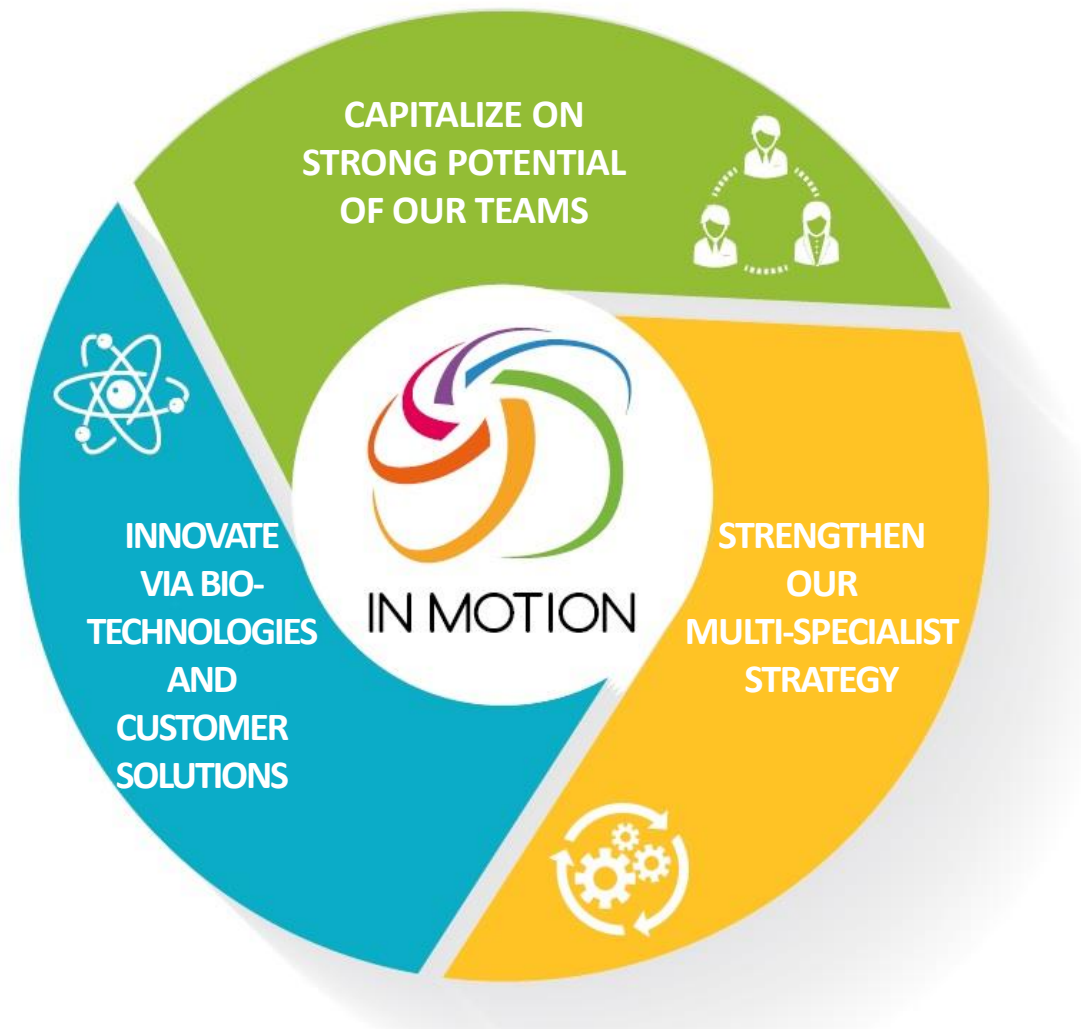 CAPITALIZE ON
STRONG POTENTIAL
OF OUR TEAMS
INNOVATE
VIA BIO-
TECHNOLOGIES
AND
CUSTOMER
SOLUTIONS
IN MOTION
STRENGTHEN
OUR
MULTI-SPECIALIST
STRATEGY